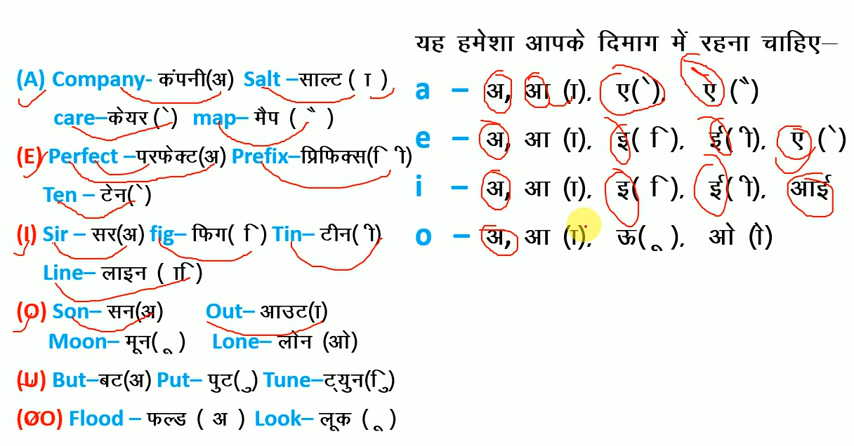 यह हमेशा आपके दिमाग में रहना चाहिए–
(A) Company- कंपनी(अ) Salt –साल्ट ( ा )
care–केयर(े) map– मैप ( ै )
(E) Perfect –परफेक्ट(अ) Prefix–प्रिफिक्स(ि ी)
Ten – टेन(े)
(I) Sir – सर(अ) fig– फिग( ि ) Tin– टीन( ी)
Line– लाइन ( ाि )
(O) Son– सन(अ) Out– आउट(ा)
Moon– मून(ू ) Lone– लोन (ओ)
(U) But–बट(अ) Put– पुट(ु) Tune–ट्युन(िु)
(OO) Flood – फल्ड ( अ ) Look– लूक (ू )
a – अ, आ (ा), ए(े), ऐ (ै)
e – अ, आ (ा), इ( ि ), ई( ी), ए (े)
i – अ, आ (ा), इ( ि ), ई( ी), आई
o – अ, आ (ा), ऊ(ू ), ओ (ो)